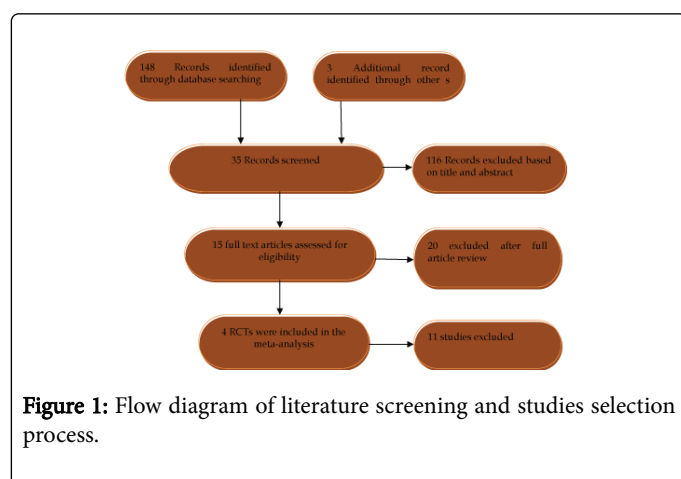 148 Records identified
through database searching
3 Additional record
identified through other s
35 Records screened
116 Records excluded based
on title and abstract
15 full text articles assessed for
eligibility
20 excluded after full
article review
4 RCTs were included in the
meta-analysis
11 studies excluded
Figure 1: Flow diagram of literature screening and studies selection
process.